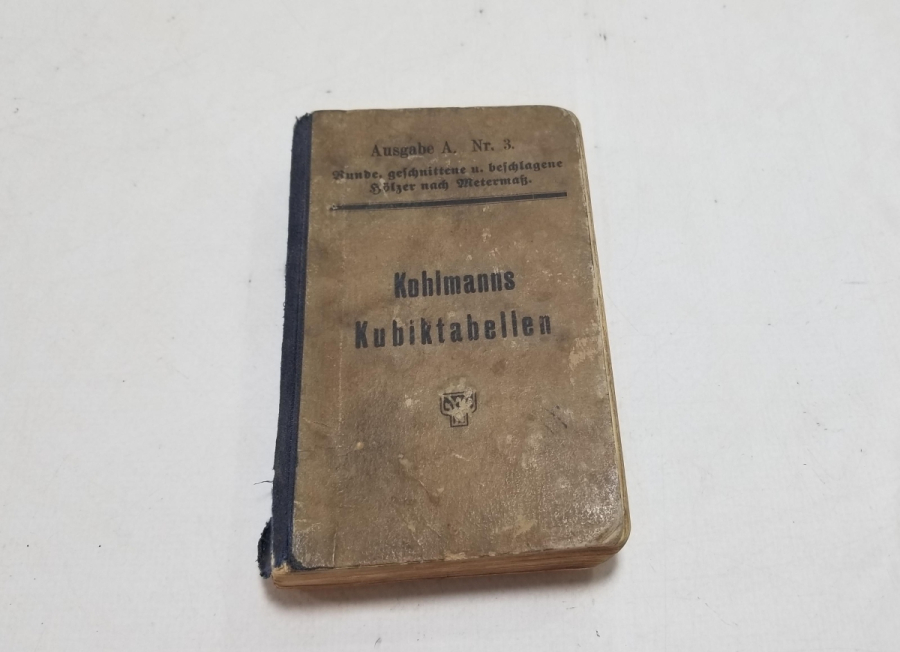 Ausgabe A. Nr. 3.
Runde, geschnittene u. beschlagene
Hölzer nach Metermaß.
Kohlmanns
Kubiktabellen